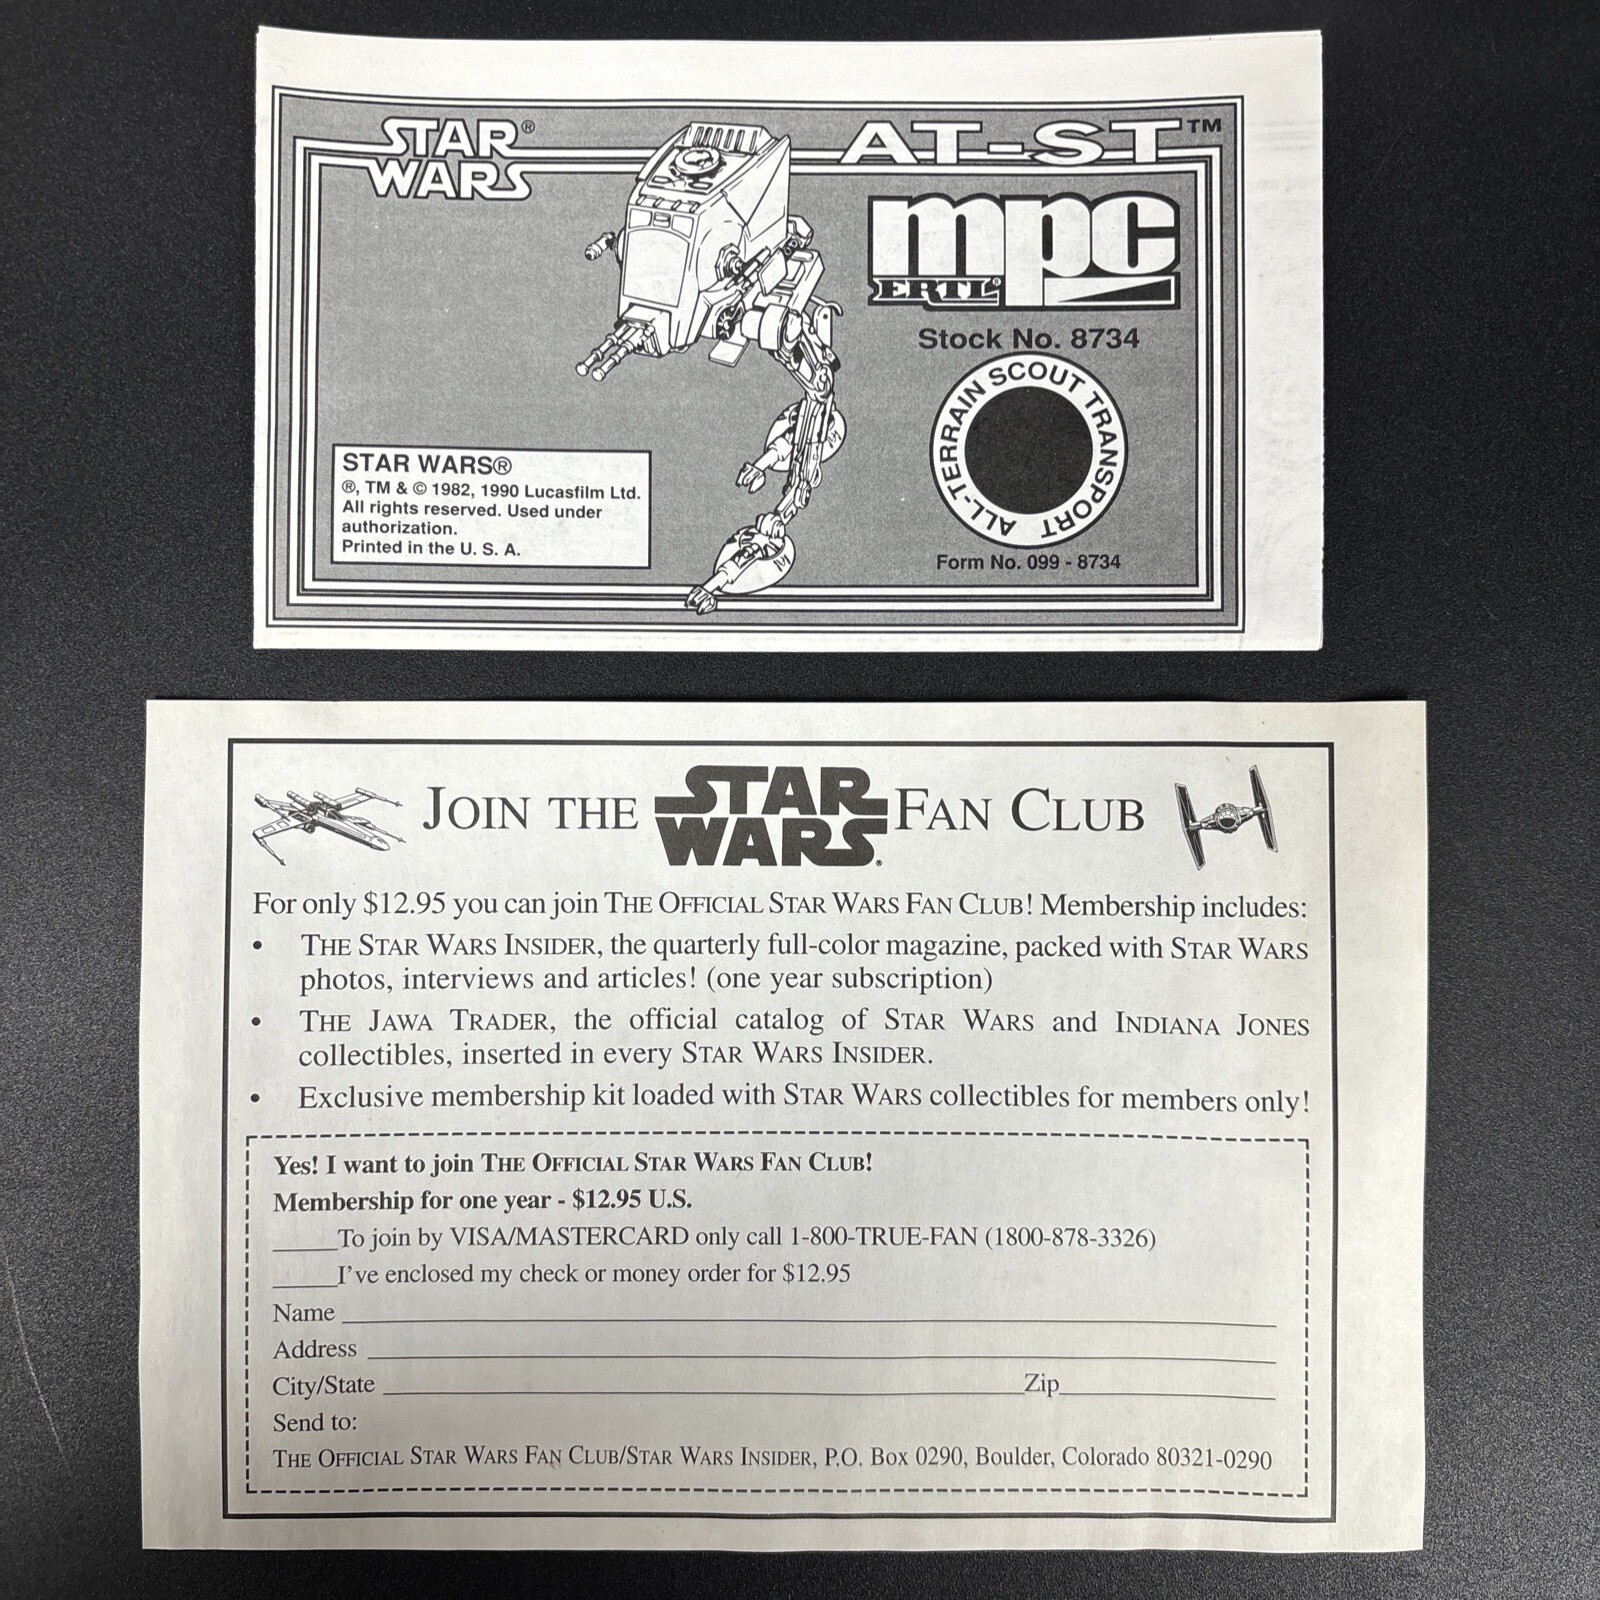 STAR WARS®
AT-ST™
mpc
ERTL®
Stock No. 8734
ALL-TERRAIN SCOUT TRANSPORT
Form No. 099 - 8734
STAR WARS®
®, TM & © 1982, 1990 Lucasfilm Ltd.
All rights reserved. Used under
authorization.
Printed in the U. S. A.
JOIN THE STAR WARS® FAN CLUB
For only $12.95 you can join THE OFFICIAL STAR WARS FAN CLUB! Membership includes:
• THE STAR WARS INSIDER, the quarterly full-color magazine, packed with STAR WARS
photos, interviews and articles! (one year subscription)
• THE JAWA TRADER, the official catalog of STAR WARS and INDIANA JONES
collectibles, inserted in every STAR WARS INSIDER.
• Exclusive membership kit loaded with STAR WARS collectibles for members only!
Yes! I want to join THE OFFICIAL STAR WARS FAN CLUB!
Membership for one year - $12.95 U.S.
_____To join by VISA/MASTERCARD only call 1-800-TRUE-FAN (1800-878-3326)
_____I've enclosed my check or money order for $12.95
Name
Address
City/State Zip
Send to:
THE OFFICIAL STAR WARS FAN CLUB/STAR WARS INSIDER, P.O. Box 0290, Boulder, Colorado 80321-0290